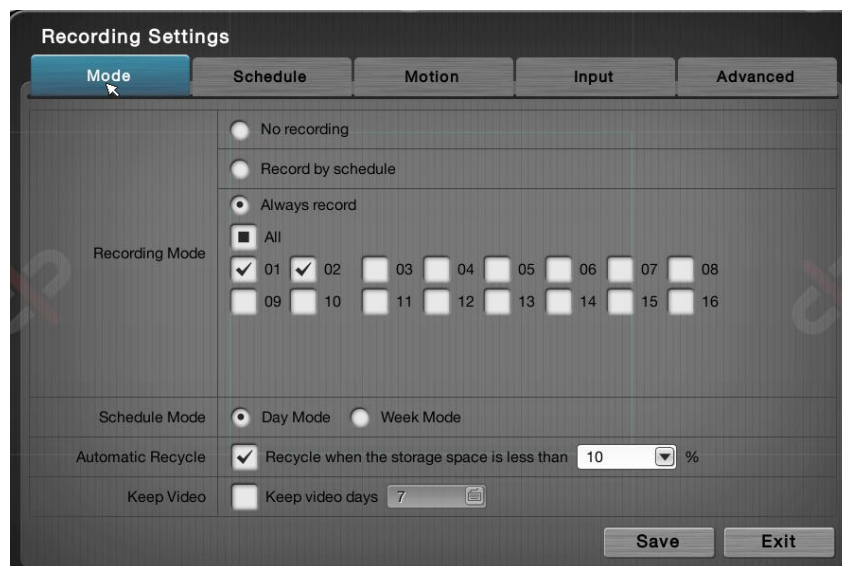 Recording Settings
Mode Schedule Motion Input Advanced
No recording
Record by schedule
Always record
All
Recording Mode
01 02 03 04 05 06 07 08
09 10 11 12 13 14 15 16
Schedule Mode Day Mode Week Mode
Automatic Recycle Recycle when the storage space is less than 10 %
Keep Video Keep video days 7
Save Exit